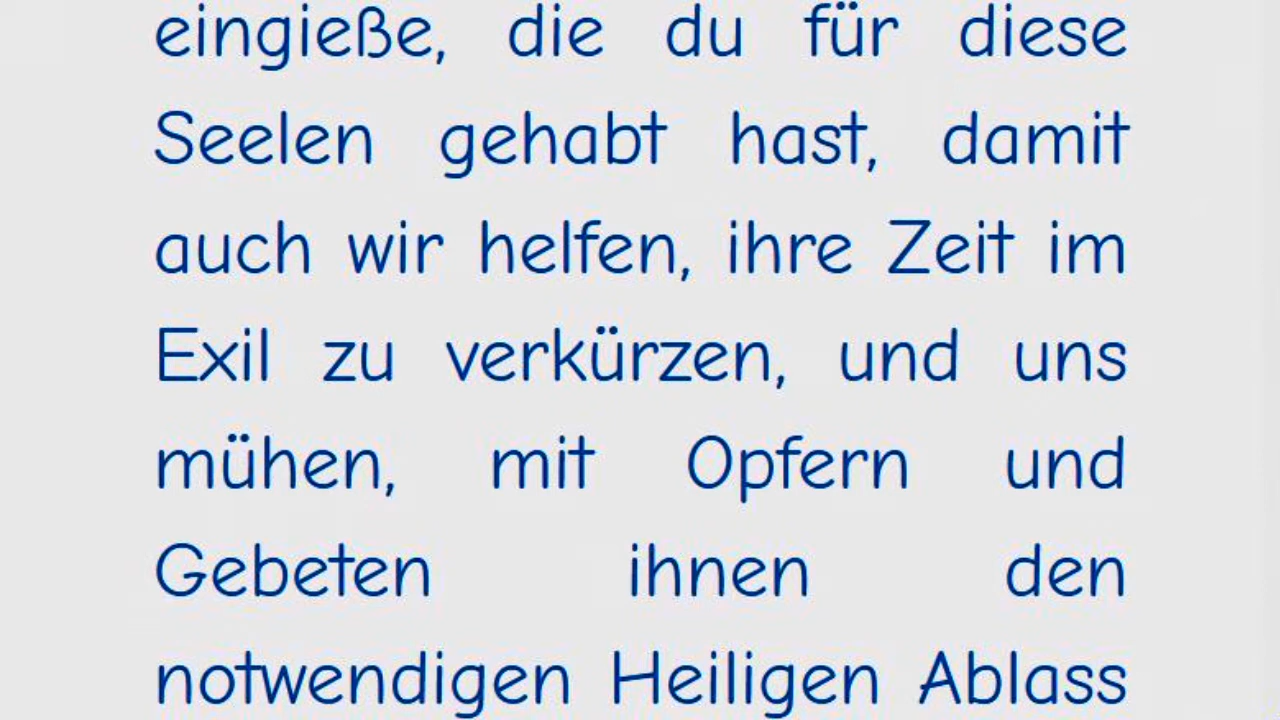 eingieße, die du für diese
Seelen gehabt hast, damit
auch wir helfen, ihre Zeit im
Exil zu verkürzen, und uns
mühen, mit Opfern und
Gebeten ihnen den
notwendigen Heiligen Ablass